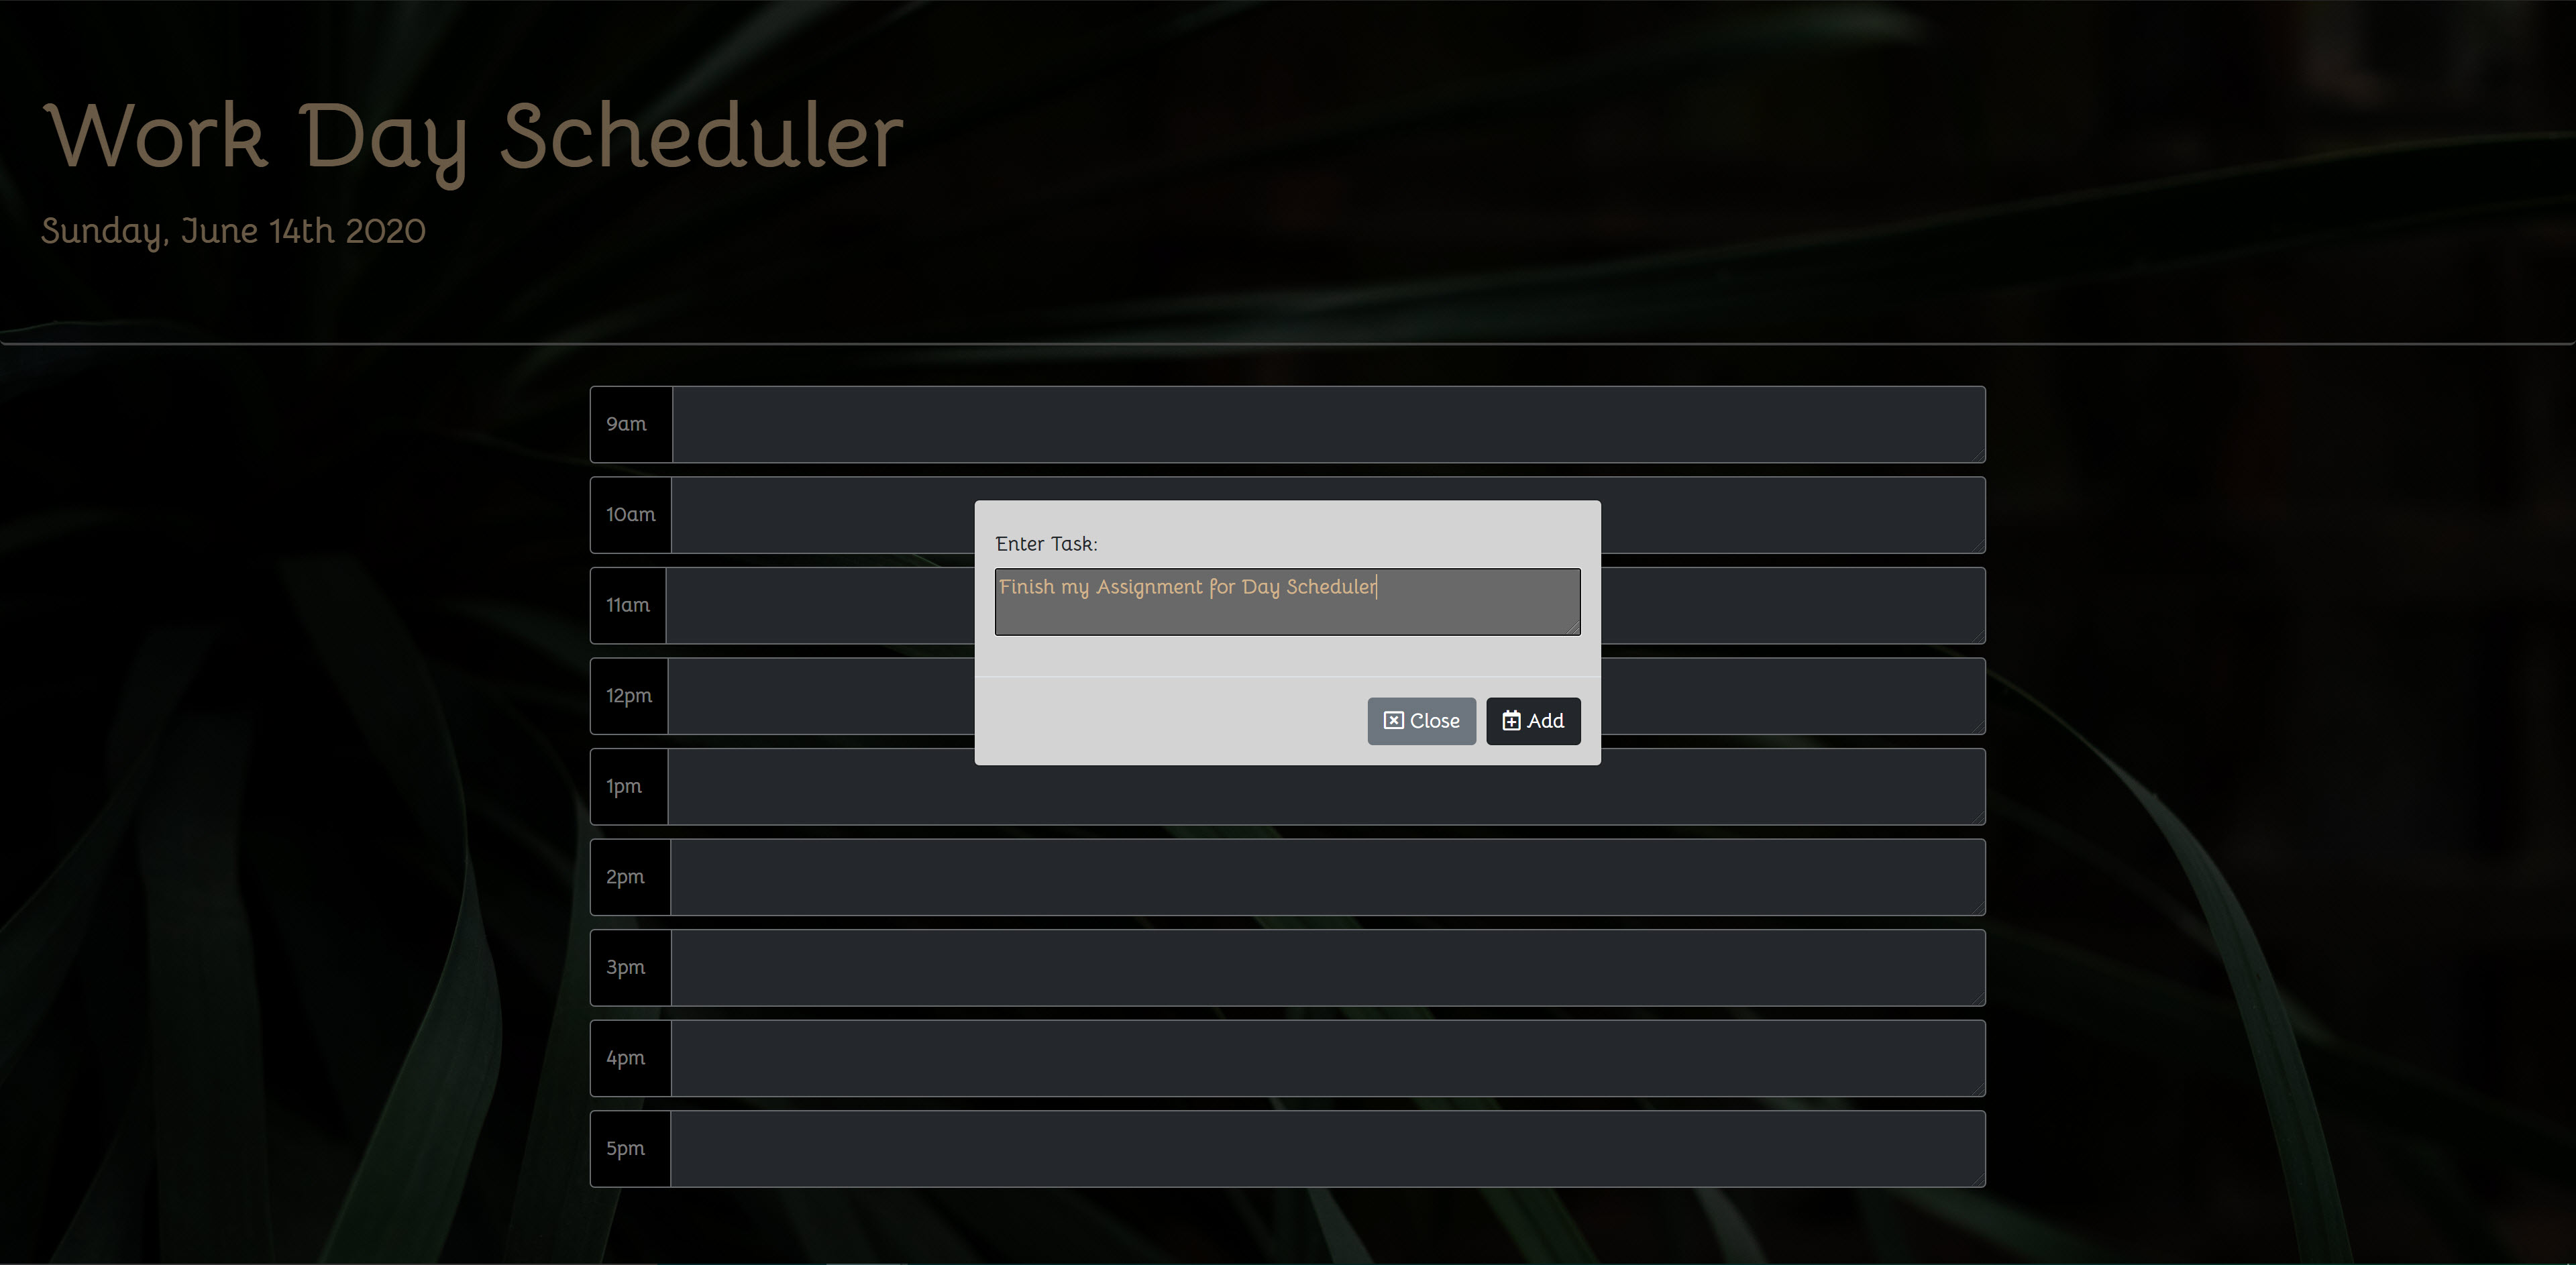 Work Day Scheduler
Sunday, June 14th 2020
9am
10am
Enter Task:
Finish my Assignment for Day Scheduler
11am
12pm
Close
Add
1pm
2pm
3pm
4pm
5pm